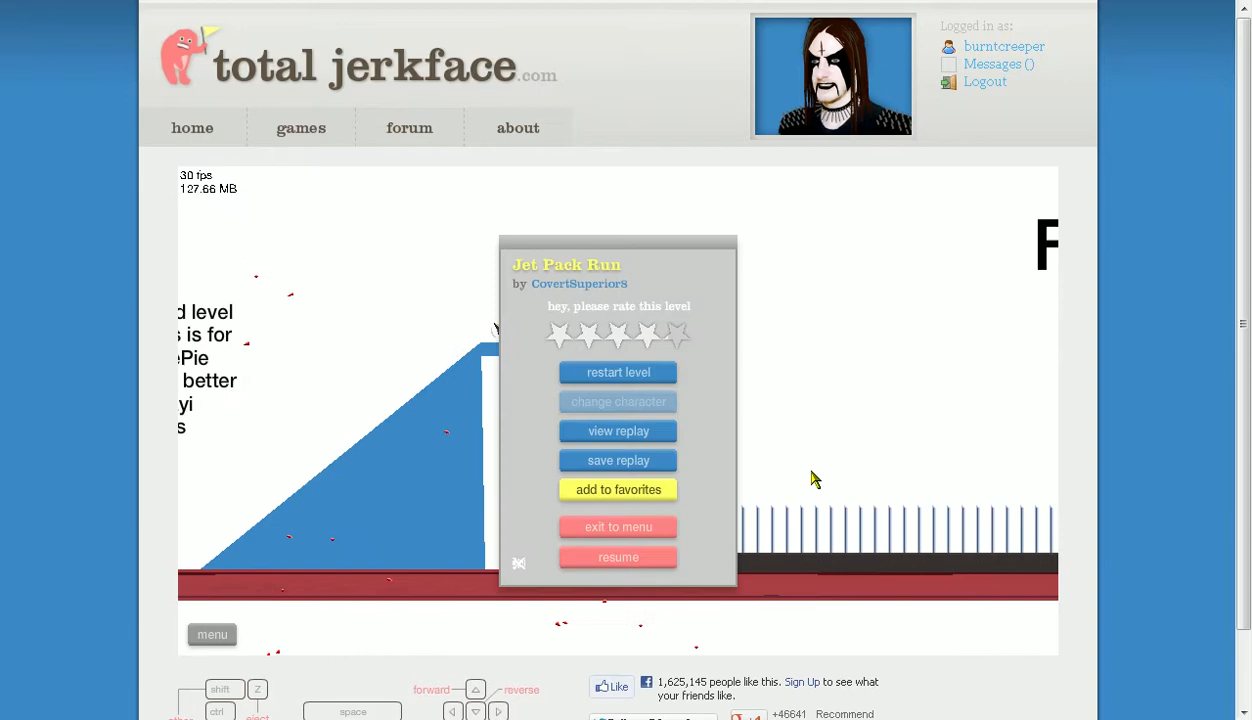 total jerkface.com
Logged in as:
burntcreeper
Messages ()
Logout
home
games
forum
about
30 fps
127.66 MB
F
d level
s is for
ePie
better
yi
s
Jet Pack Run
by CovertSuperior8
hey, please rate this level
restart level
change character
view replay
save replay
add to favorites
exit to menu
resume
menu
shift
Z
ctrl
eject
space
forward
reverse
Like
1,625,145 people like this. Sign Up to see what
your friends like.
+46641
Recommend